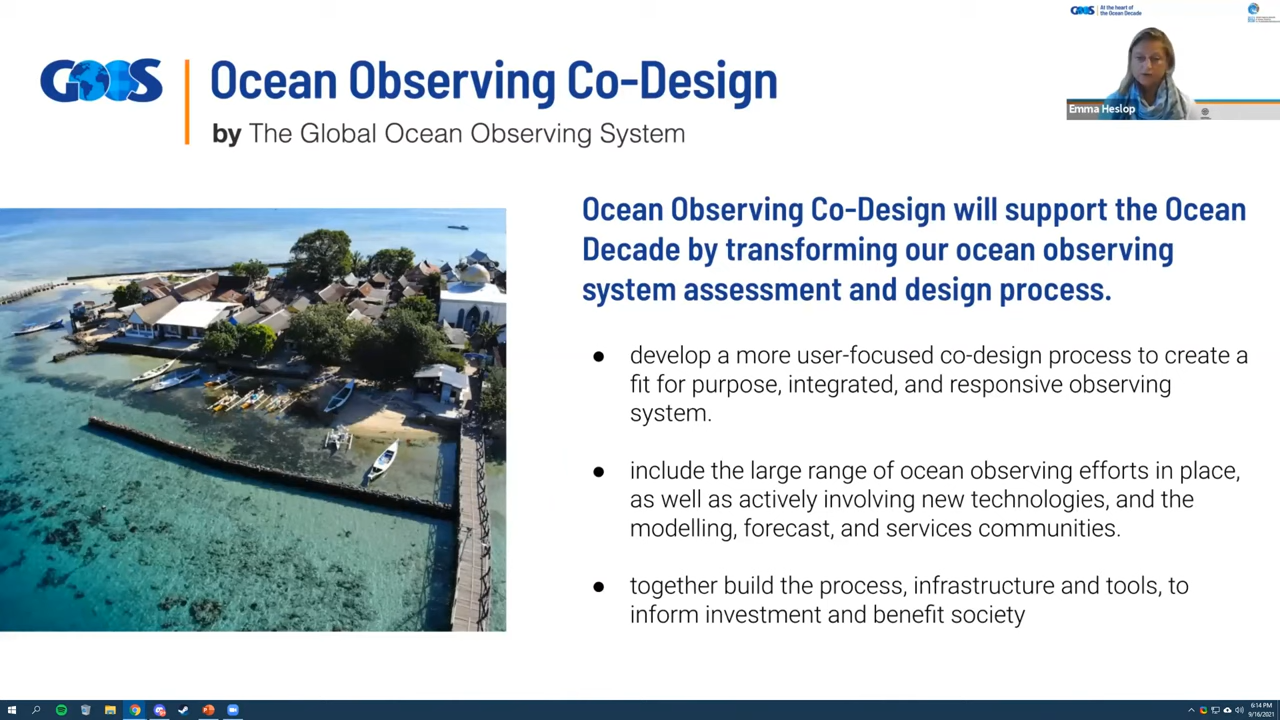 GOOS
At the heart of
the Ocean Decade
Ocean Observing Co-Design
by The Global Ocean Observing System
Emma Heslop
Ocean Observing Co-Design will support the Ocean
Decade by transforming our ocean observing
system assessment and design process.
● develop a more user-focused co-design process to create a
fit for purpose, integrated, and responsive observing
system.
● include the large range of ocean observing efforts in place,
as well as actively involving new technologies, and the
modelling, forecast, and services communities.
● together build the process, infrastructure and tools, to
inform investment and benefit society
GOOS
6:14 PM
9/16/2021